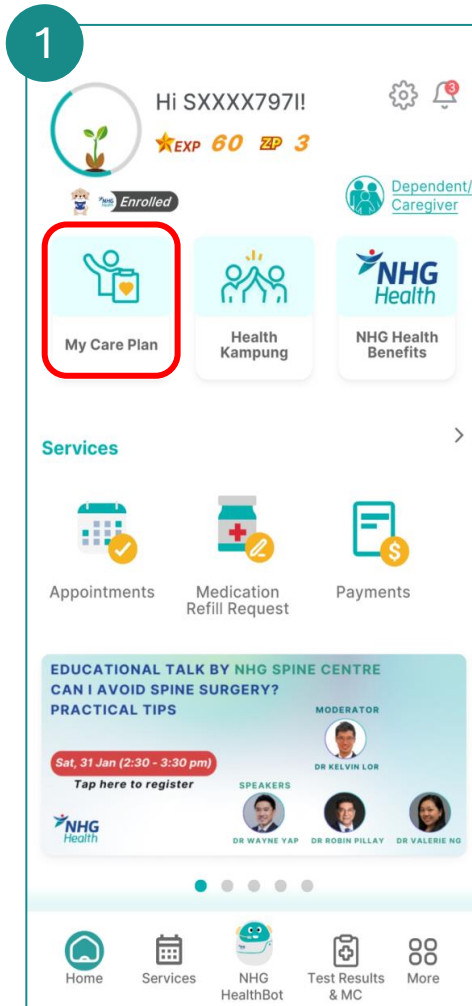 1
Hi SXXXX797I!
3
EXP 60 ZP 3
NHG Enrolled
Dependent/
Caregiver
My Care Plan
Health
Kampung
NHG
Health
NHG Health
Benefits
Services
Appointments
Medication
Refill Request
Payments
EDUCATIONAL TALK BY NHG SPINE CENTRE
CAN I AVOID SPINE SURGERY?
PRACTICAL TIPS
MODERATOR
DR KELVIN LOR
Sat, 31 Jan (2:30 - 3:30 pm)
Tap here to register
SPEAKERS
NHG
Health
DR WAYNE YAP
DR ROBIN PILLAY
DR VALERIE NG
Home
Services
NHG
HealthBot
Test Results
& MC
More